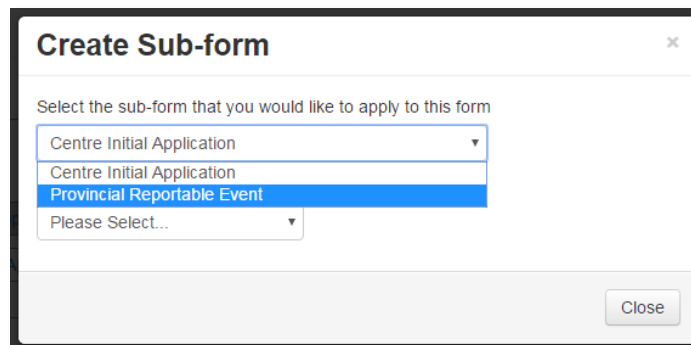 Create Sub-form
×
Select the sub-form that you would like to apply to this form
Centre Initial Application
Centre Initial Application
Provincial Reportable Event
Please Select...
Close